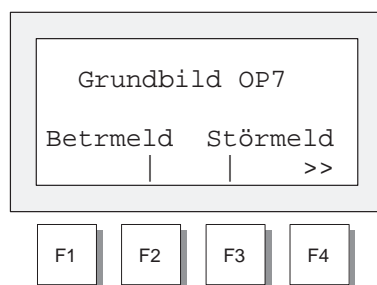 Grundbild OP7
Betrmeld Störmeld
| | >>
F1 F2 F3 F4